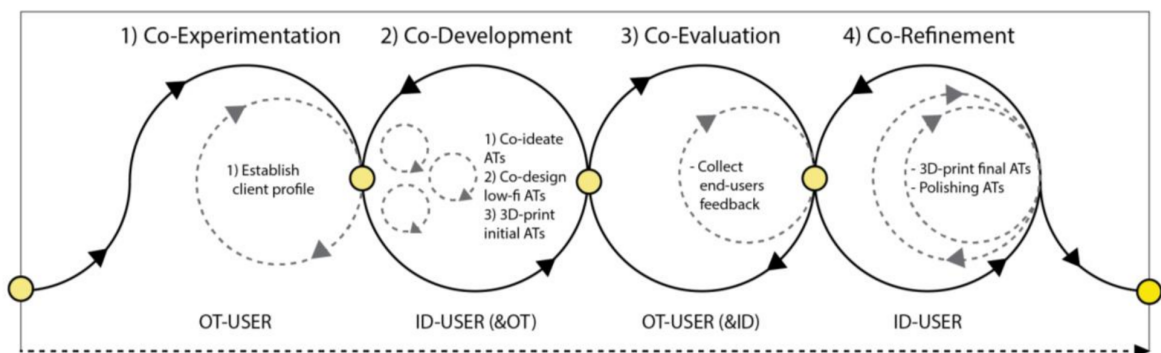 1) Co-Experimentation
2) Co-Development
3) Co-Evaluation
4) Co-Refinement
1) Establish
client profile
1) Co-ideate
ATs
2) Co-design
low-fi ATs
3) 3D-print
initial ATs
- Collect
end-users
feedback
- 3D-print final ATs
- Polishing ATs
OT-USER
ID-USER (&OT)
OT-USER (&ID)
ID-USER